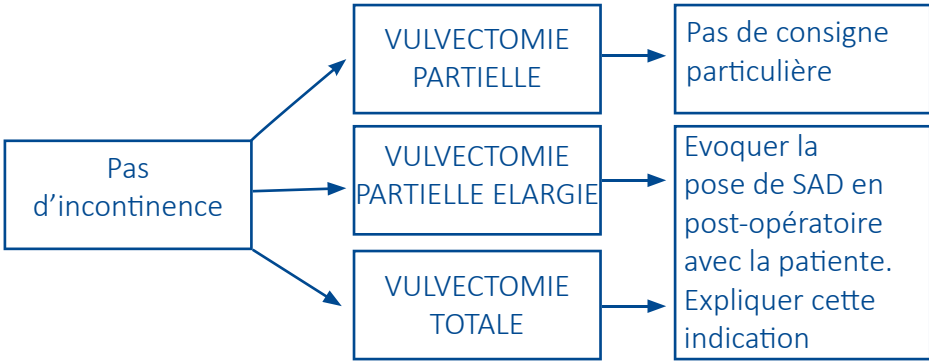 Pas
d’incontinence
VULVECTOMIE
PARTIELLE
Pas de consigne
particulière
VULVECTOMIE
PARTIELLE ELARGIE
VULVECTOMIE
TOTALE
Evoquer la
pose de SAD en
post-opératoire
avec la patiente.
Expliquer cette
indication